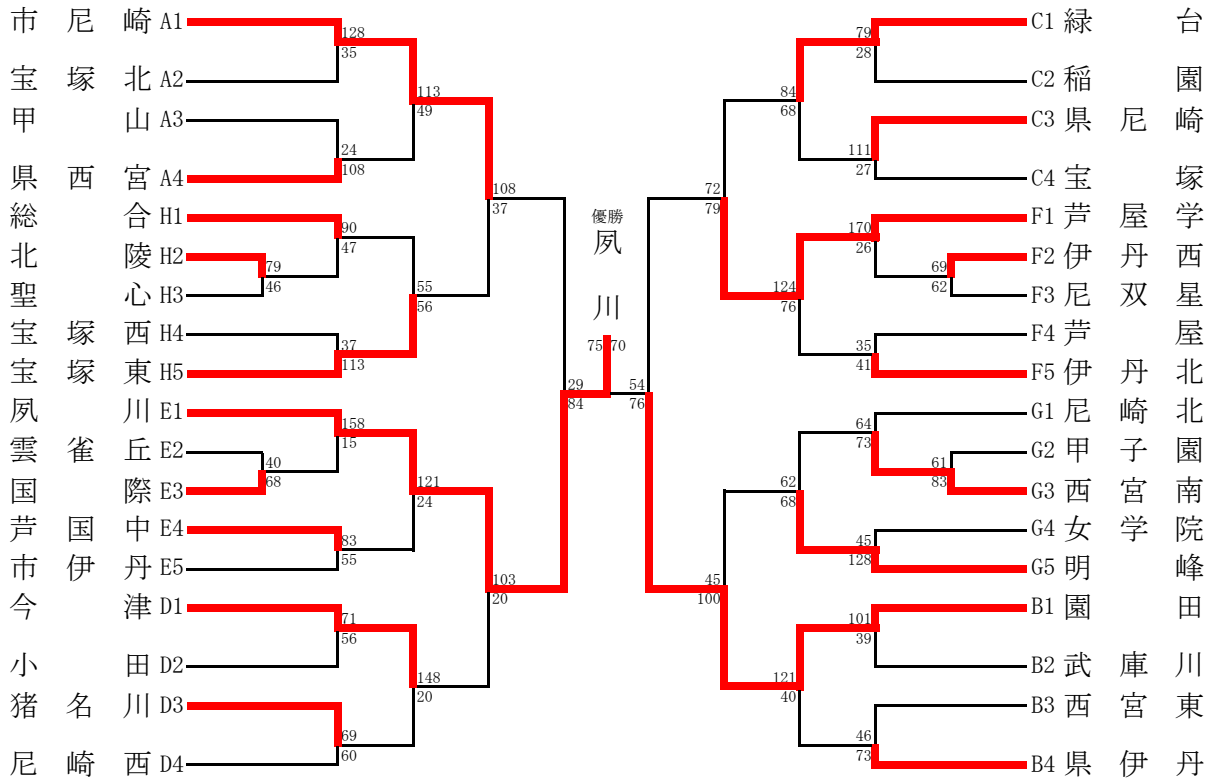 市尼崎 A1
宝塚北 A2
甲山 A3
県西宮 A4
総合 H1
北陵 H2
聖心 H3
宝塚西 H4
宝塚東 H5
夙川 E1
雲雀丘 E2
国際 E3
芦国中 E4
市伊丹 E5
今津 D1
小田 D2
猪名川 D3
尼崎西 D4
128
35
24
108
90
47
79
46
37
113
158
15
40
68
83
55
71
56
69
60
113
49
55
56
121
24
148
20
108
37
103
20
29
84
優勝
夙川
75 70
54
76
72
79
45
100
84
68
124
76
62
68
121
40
79
28
111
27
170
26
69
62
35
41
64
73
61
83
45
128
101
39
46
73
C1 緑台
C2 稲園
C3 県尼崎
C4 宝塚
F1 芦屋学
F2 伊丹西
F3 尼双星
F4 芦屋
F5 伊丹北
G1 尼崎北
G2 甲子園
G3 西宮南
G4 女学院
G5 明峰
B1 園田
B2 武庫川
B3 西宮東
B4 県伊丹